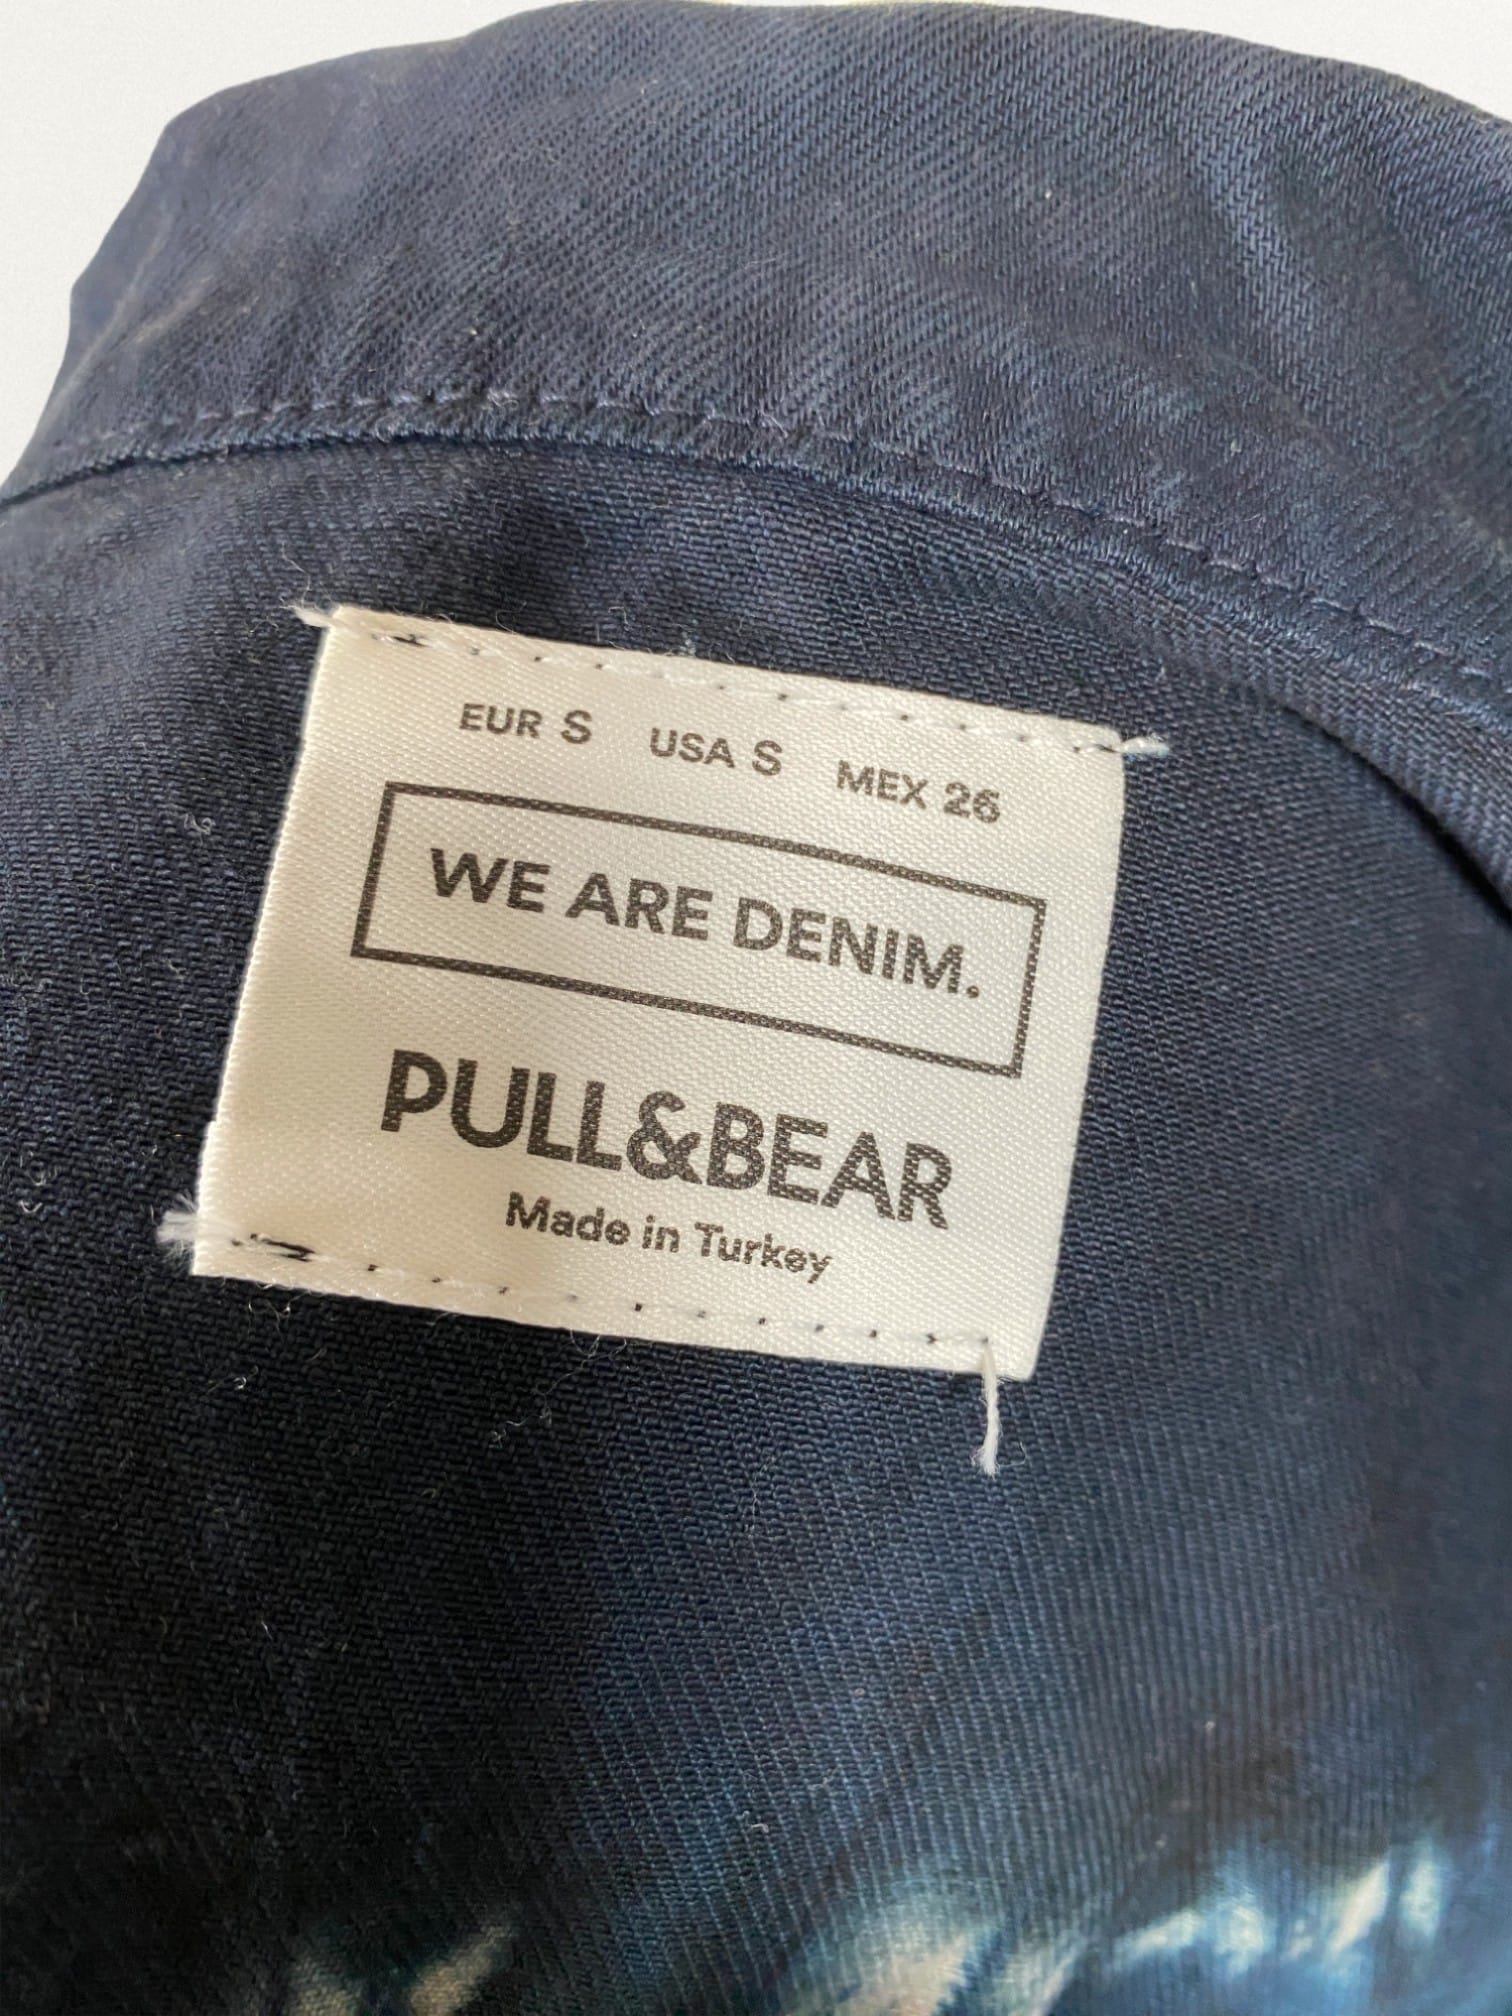 EUR S USA S MEX 26
WE ARE DENIM.
PULL&BEAR
Made in Turkey